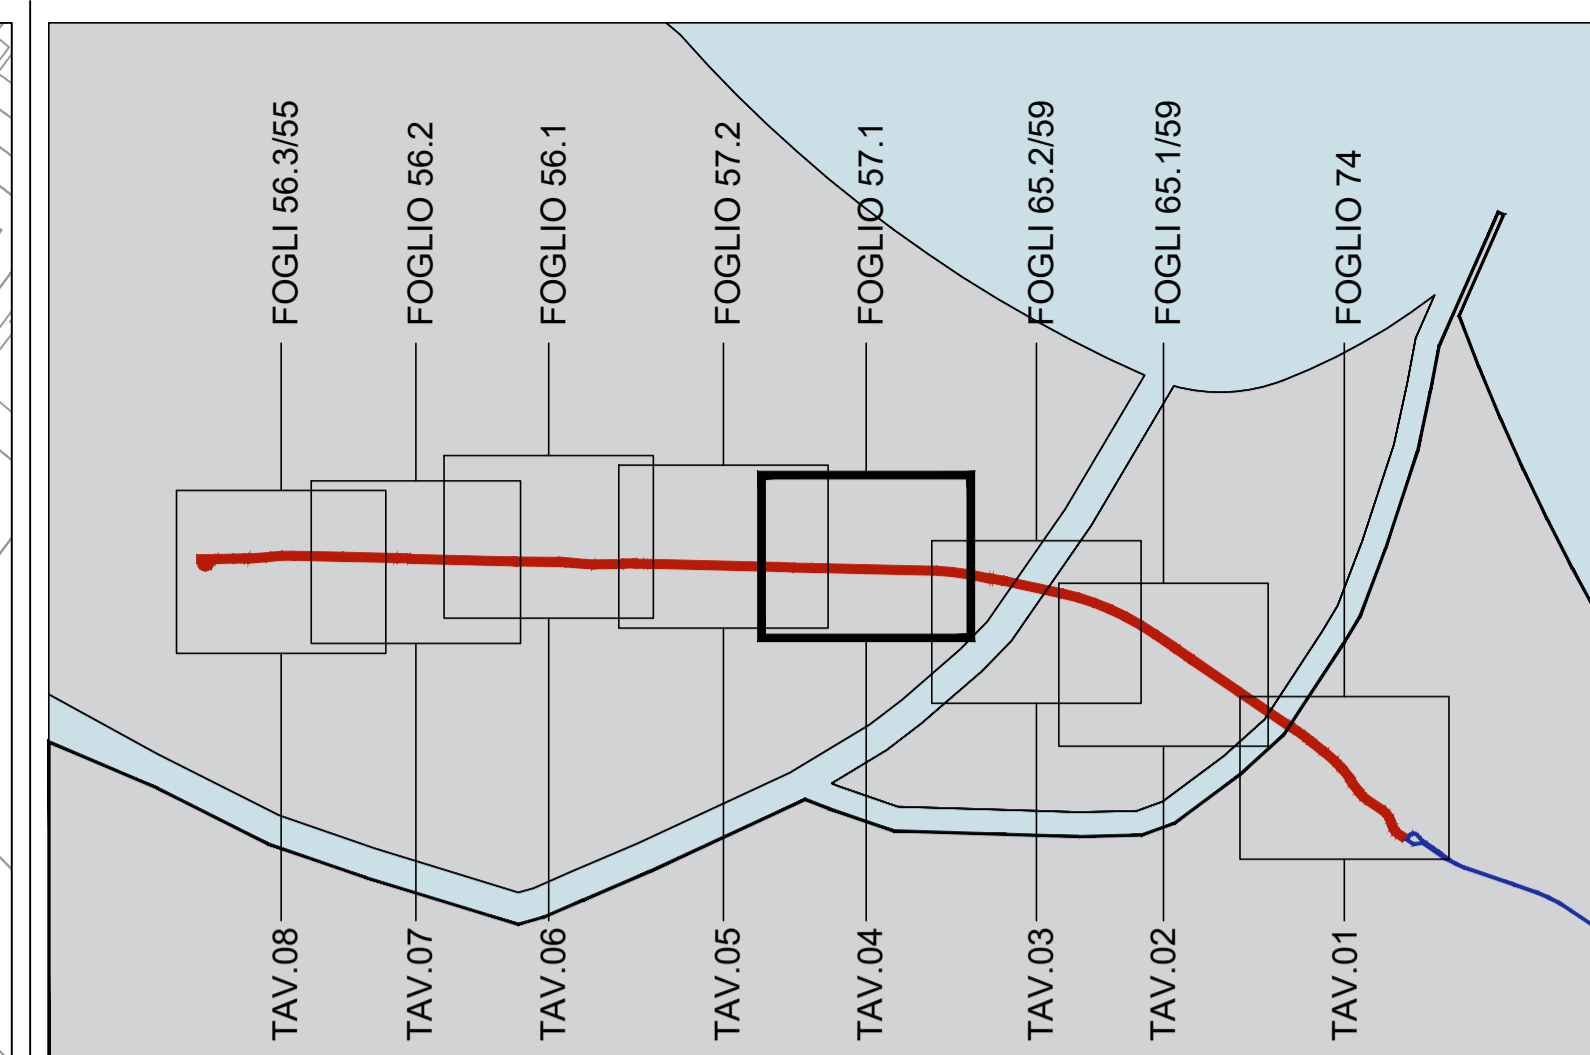 FOGLI 56.3/55
FOGLIO 56.2
FOGLIO 56.1
FOGLIO 57.2
FOGLIO 57.1
FOGLI 65.2/59
FOGLI 65.1/59
FOGLIO 74
TAV.08
TAV.07
TAV.06
TAV.05
TAV.04
TAV.03
TAV.02
TAV.01